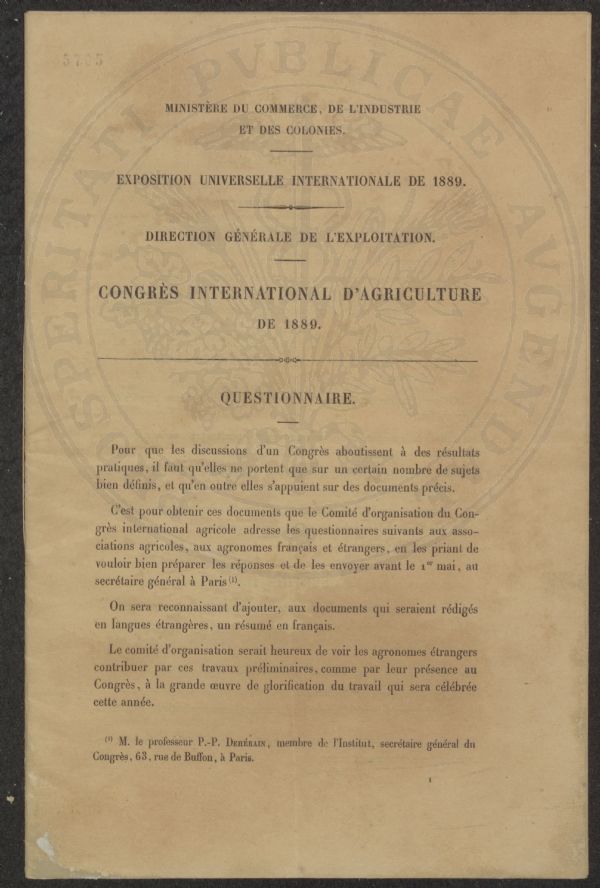 5705
PROSPERITATI PVBLICAE AVGENDAE
MINISTÈRE DU COMMERCE, DE L'INDUSTRIE
ET DES COLONIES.
EXPOSITION UNIVERSELLE INTERNATIONALE DE 1889.
DIRECTION GÉNÉRALE DE L'EXPLOITATION.
CONGRÈS INTERNATIONAL D'AGRICULTURE
DE 1889.
QUESTIONNAIRE.
Pour que les discussions d'un Congrès aboutissent à des résultats
pratiques, il faut qu'elles ne portent que sur un certain nombre de sujets
bien définis, et qu'en outre elles s'appuient sur des documents précis.
C'est pour obtenir ces documents que le Comité d'organisation du Con-
grès international agricole adresse les questionnaires suivants aux asso-
ciations agricoles, aux agronomes français et étrangers, en les priant de
vouloir bien préparer les réponses et de les envoyer avant le 1er mai, au
secrétaire général à Paris (1).
On sera reconnaissant d'ajouter, aux documents qui seraient rédigés
en langues étrangères, un résumé en français.
Le comité d'organisation serait heureux de voir les agronomes étrangers
contribuer par ces travaux préliminaires, comme par leur présence au
Congrès, à la grande œuvre de glorification du travail qui sera célébrée
cette année.
(1) M. le professeur P.-P. DEHÉRAIN, membre de l'Institut, secrétaire général du
Congrès, 63, rue de Buffon, à Paris.
1